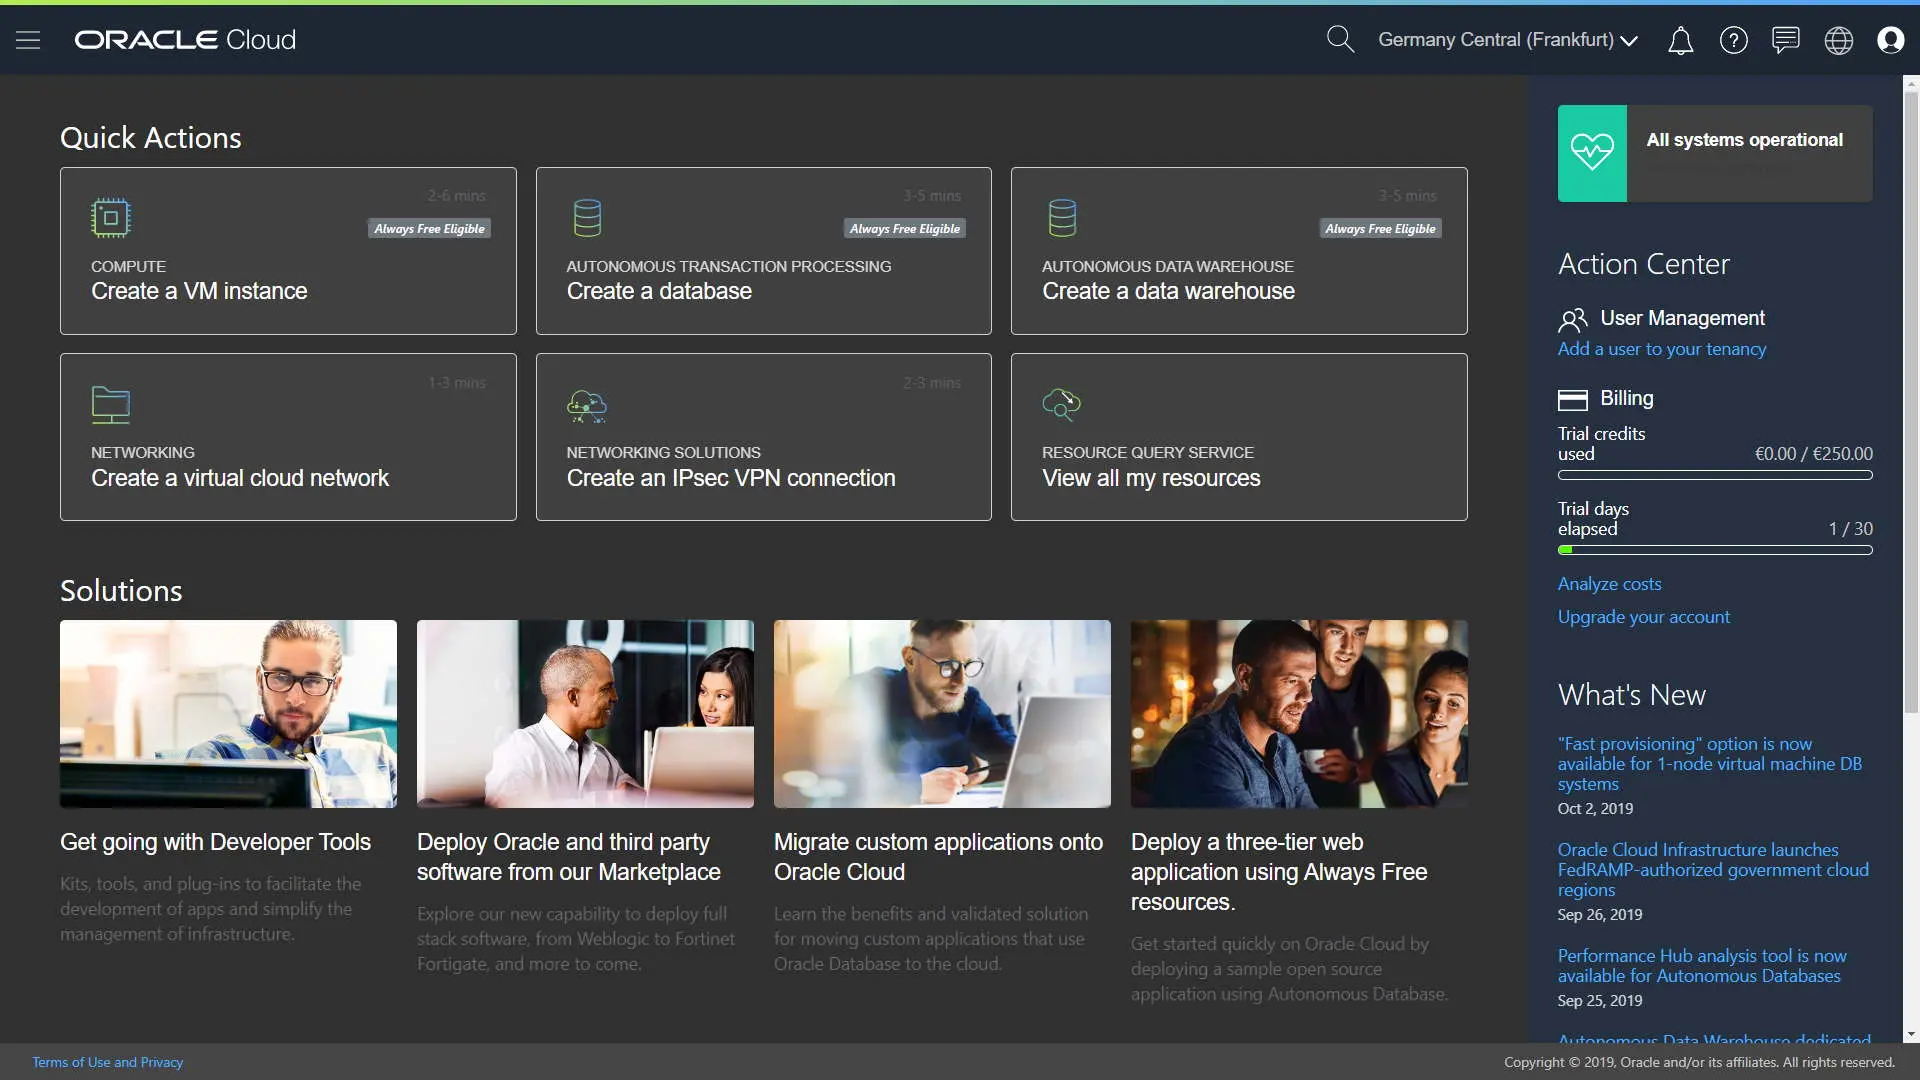 ORACLE Cloud
Germany Central (Frankfurt)
Quick Actions
2-6 mins
Always Free Eligible
COMPUTE
Create a VM instance
3-5 mins
Always Free Eligible
AUTONOMOUS TRANSACTION PROCESSING
Create a database
3-5 mins
Always Free Eligible
AUTONOMOUS DATA WAREHOUSE
Create a data warehouse
1-3 mins
NETWORKING
Create a virtual cloud network
2-3 mins
NETWORKING SOLUTIONS
Create an IPsec VPN connection
RESOURCE QUERY SERVICE
View all my resources
Solutions
Get going with Developer Tools
Kits, tools, and plug-ins to facilitate the
development of apps and simplify the
management of infrastructure.
Deploy Oracle and third party
software from our Marketplace
Explore our new capability to deploy full
stack software, from Weblogic to Fortinet
Fortigate, and more to come.
Migrate custom applications onto
Oracle Cloud
Learn the benefits and validated solution
for moving custom applications that use
Oracle Database to the cloud.
Deploy a three-tier web
application using Always Free
resources.
Get started quickly on Oracle Cloud by
deploying a sample open source
application using Autonomous Database.
All systems operational
Action Center
User Management
Add a user to your tenancy
Billing
Trial credits
used
€0.00 / €250.00
Trial days
elapsed
1 / 30
Analyze costs
Upgrade your account
What's New
"Fast provisioning" option is now
available for 1-node virtual machine DB
systems
Oct 2, 2019
Oracle Cloud Infrastructure launches
FedRAMP-authorized government cloud
regions
Sep 26, 2019
Performance Hub analysis tool is now
available for Autonomous Databases
Sep 25, 2019
Autonomous Data Warehouse dedicated
Terms of Use and Privacy
Copyright © 2019, Oracle and/or its affiliates. All rights reserved.